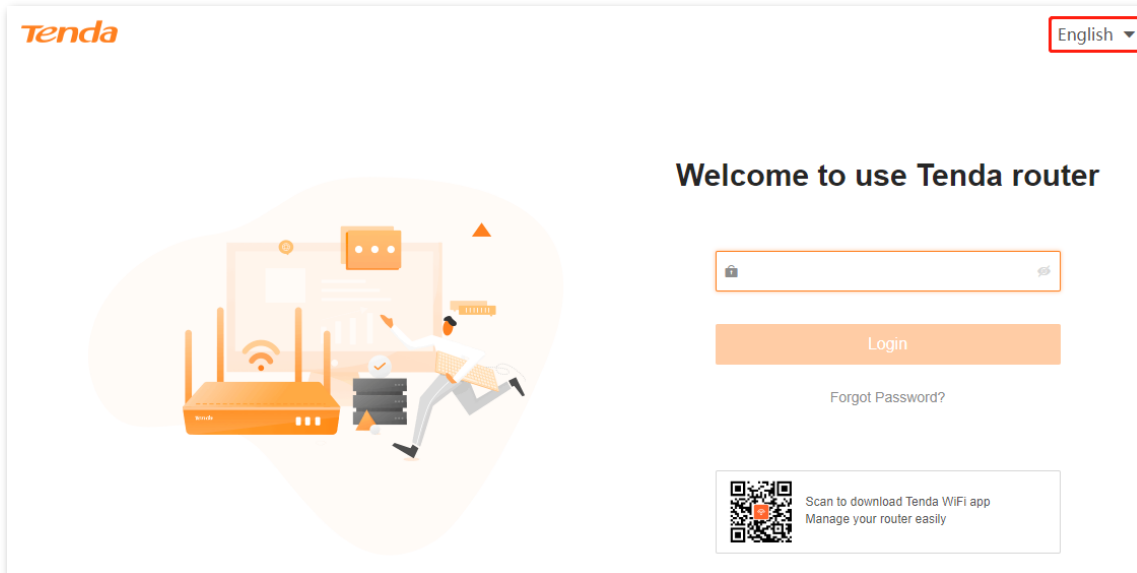 Tenda
English
Welcome to use Tenda router
Login
Forgot Password?
Scan to download Tenda WiFi app
Manage your router easily